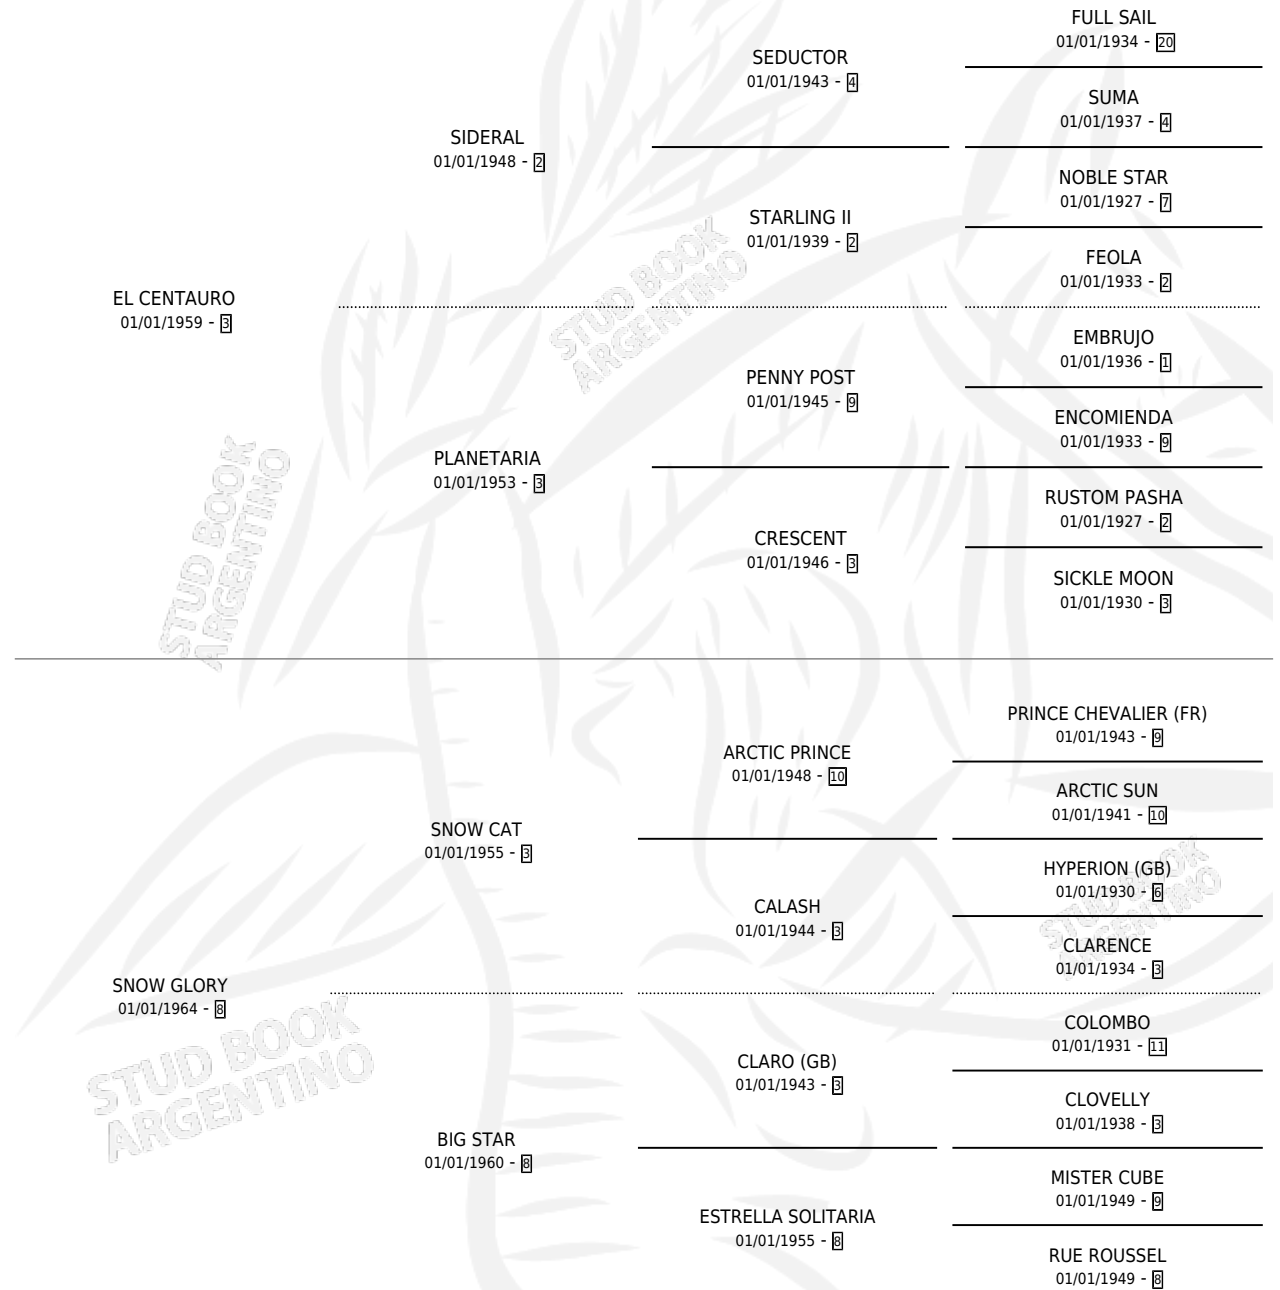 FULL SAIL
01/01/1934 - 20
SEDUCTOR
01/01/1943 - 4
SUMA
01/01/1937 - 4
SIDERAL
01/01/1948 - 2
NOBLE STAR
01/01/1927 - 7
STARLING II
01/01/1939 - 2
FEOLA
01/01/1933 - 2
EL CENTAURO
01/01/1959 - 3
EMBRUJO
01/01/1936 - 1
PENNY POST
01/01/1945 - 9
ENCOMIENDA
01/01/1933 - 9
PLANETARIA
01/01/1953 - 3
RUSTOM PASHA
01/01/1927 - 2
CRESCENT
01/01/1946 - 3
SICKLE MOON
01/01/1930 - 3
PRINCE CHEVALIER (FR)
01/01/1943 - 9
ARCTIC PRINCE
01/01/1948 - 10
ARCTIC SUN
01/01/1941 - 10
SNOW CAT
01/01/1955 - 3
HYPERION (GB)
01/01/1930 - 6
CALASH
01/01/1944 - 3
CLARENCE
01/01/1934 - 3
SNOW GLORY
01/01/1964 - 8
COLOMBO
01/01/1931 - 11
CLARO (GB)
01/01/1943 - 3
CLOVELLY
01/01/1938 - 3
BIG STAR
01/01/1960 - 8
MISTER CUBE
01/01/1949 - 9
ESTRELLA SOLITARIA
01/01/1955 - 8
RUE ROUSSEL
01/01/1949 - 8
STUD BOOK
ARGENTINO
STUD BOOK
ARGENTINO
STUD BOOK
ARGENTINO
STUD BOOK
ARGENTINO